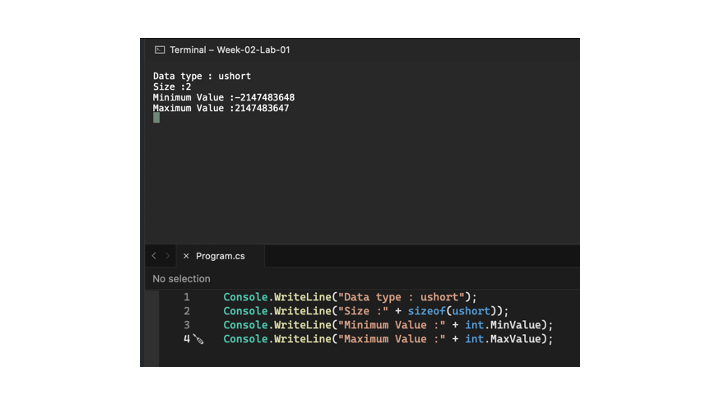 Terminal – Week-02-Lab-01
Data type : ushort
Size :2
Minimum Value :-2147483648
Maximum Value :2147483647
Program.cs
No selection
1 Console.WriteLine("Data type : ushort");
2 Console.WriteLine("Size :" + sizeof(ushort));
3 Console.WriteLine("Minimum Value :" + int.MinValue);
4 Console.WriteLine("Maximum Value :" + int.MaxValue);